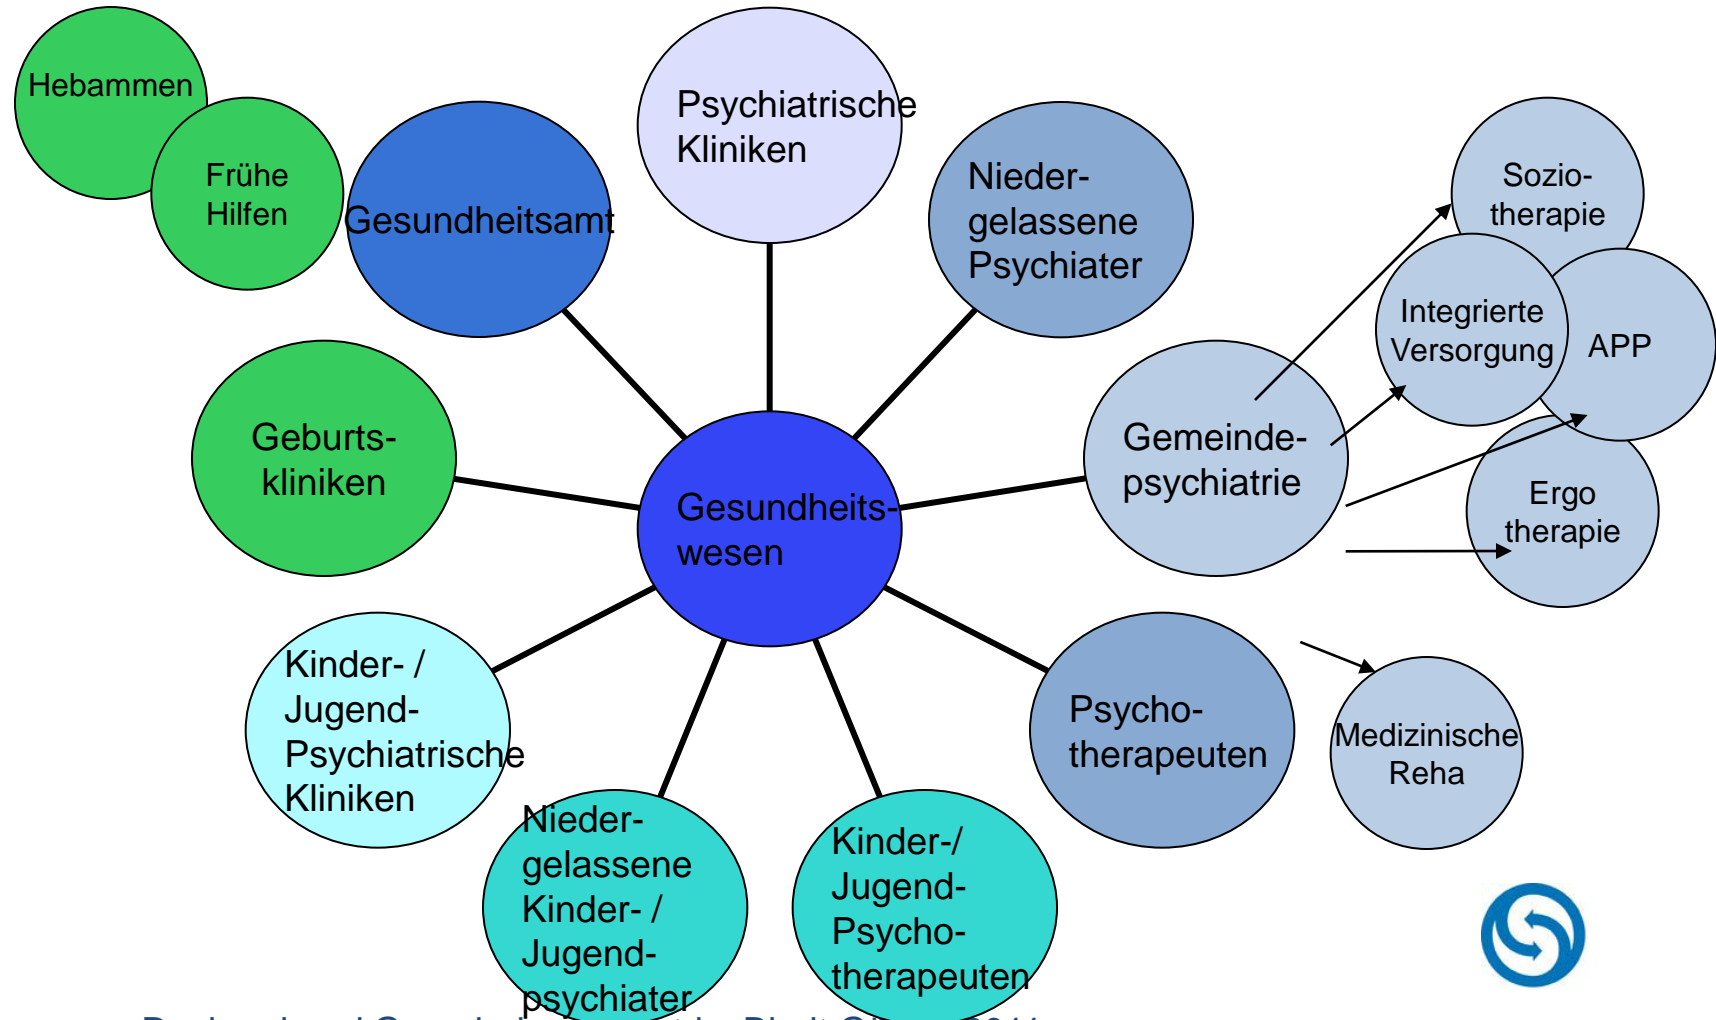 Hebammen
Frühe
Hilfen
Gesundheitsamt
Psychiatrische
Kliniken
Nieder-
gelassene
Psychiater
Sozio-
therapie
Integrierte
Versorgung
APP
Ergo
therapie
Gemeinde-
psychiatrie
Geburts-
kliniken
Gesundheits-
wesen
Kinder- /
Jugend-
Psychiatrische
Kliniken
Nieder-
gelassene
Kinder- /
Jugend-
psychiater
Kinder-/
Jugend-
Psycho-
therapeuten
Psycho-
therapeuten
Medizinische
Reha